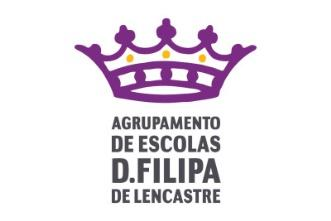 AGRUPAMENTO
DE ESCOLAS
D.FILIPA
DE LENCASTRE